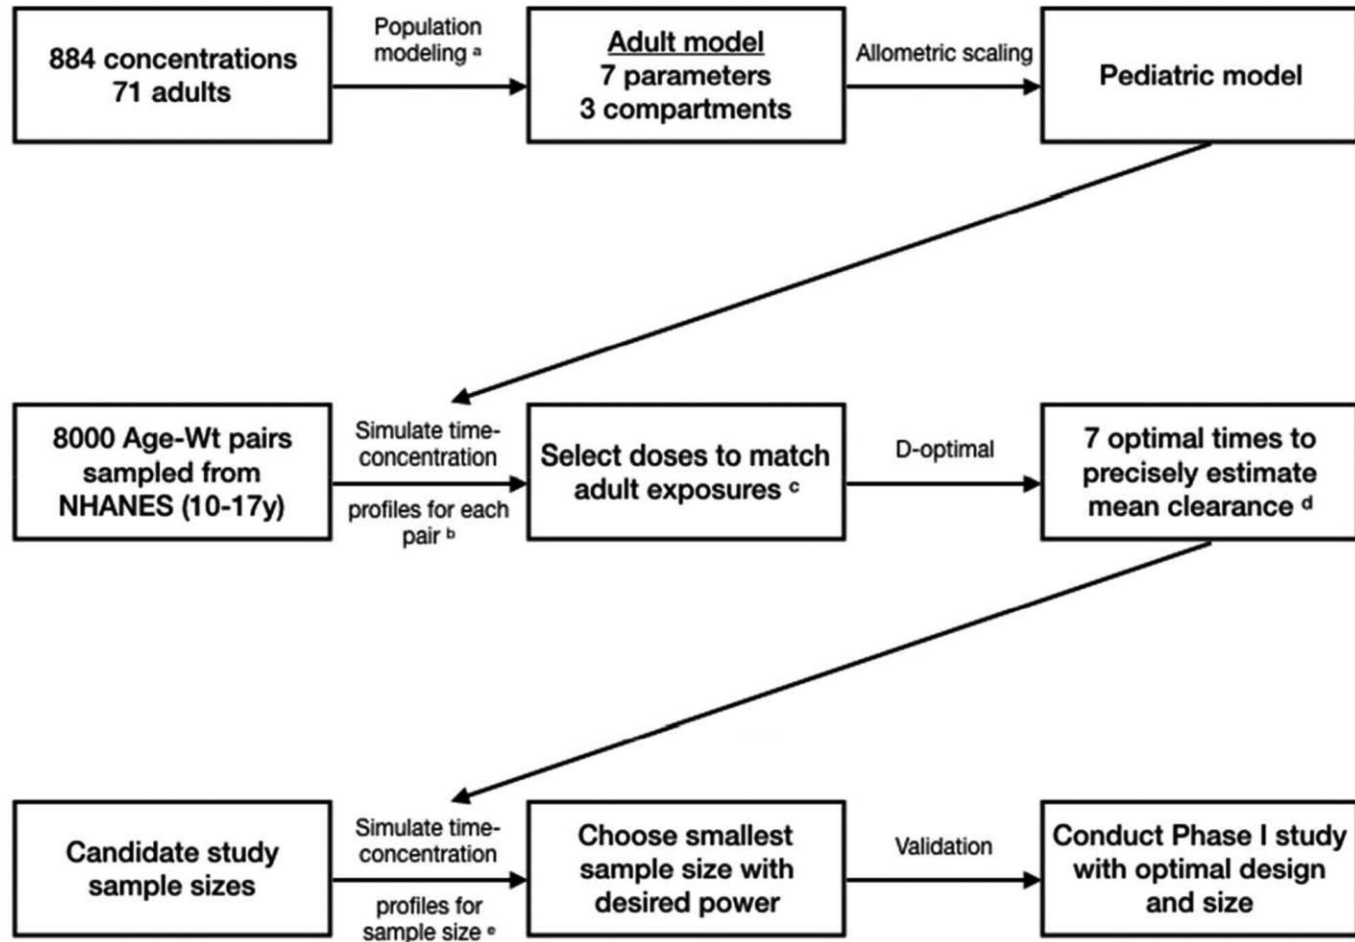 884 concentrations
71 adults
Population
modeling a
Adult model
7 parameters
3 compartments
Allometric scaling
Pediatric model
8000 Age-Wt pairs
sampled from
NHANES (10-17y)
Simulate time-
concentration
profiles for each
pair b
Select doses to match
adult exposures c
D-optimal
7 optimal times to
precisely estimate
mean clearance d
Candidate study
sample sizes
Simulate time-
concentration
profiles for
sample size e
Choose smallest
sample size with
desired power
Validation
Conduct Phase I study
with optimal design
and size